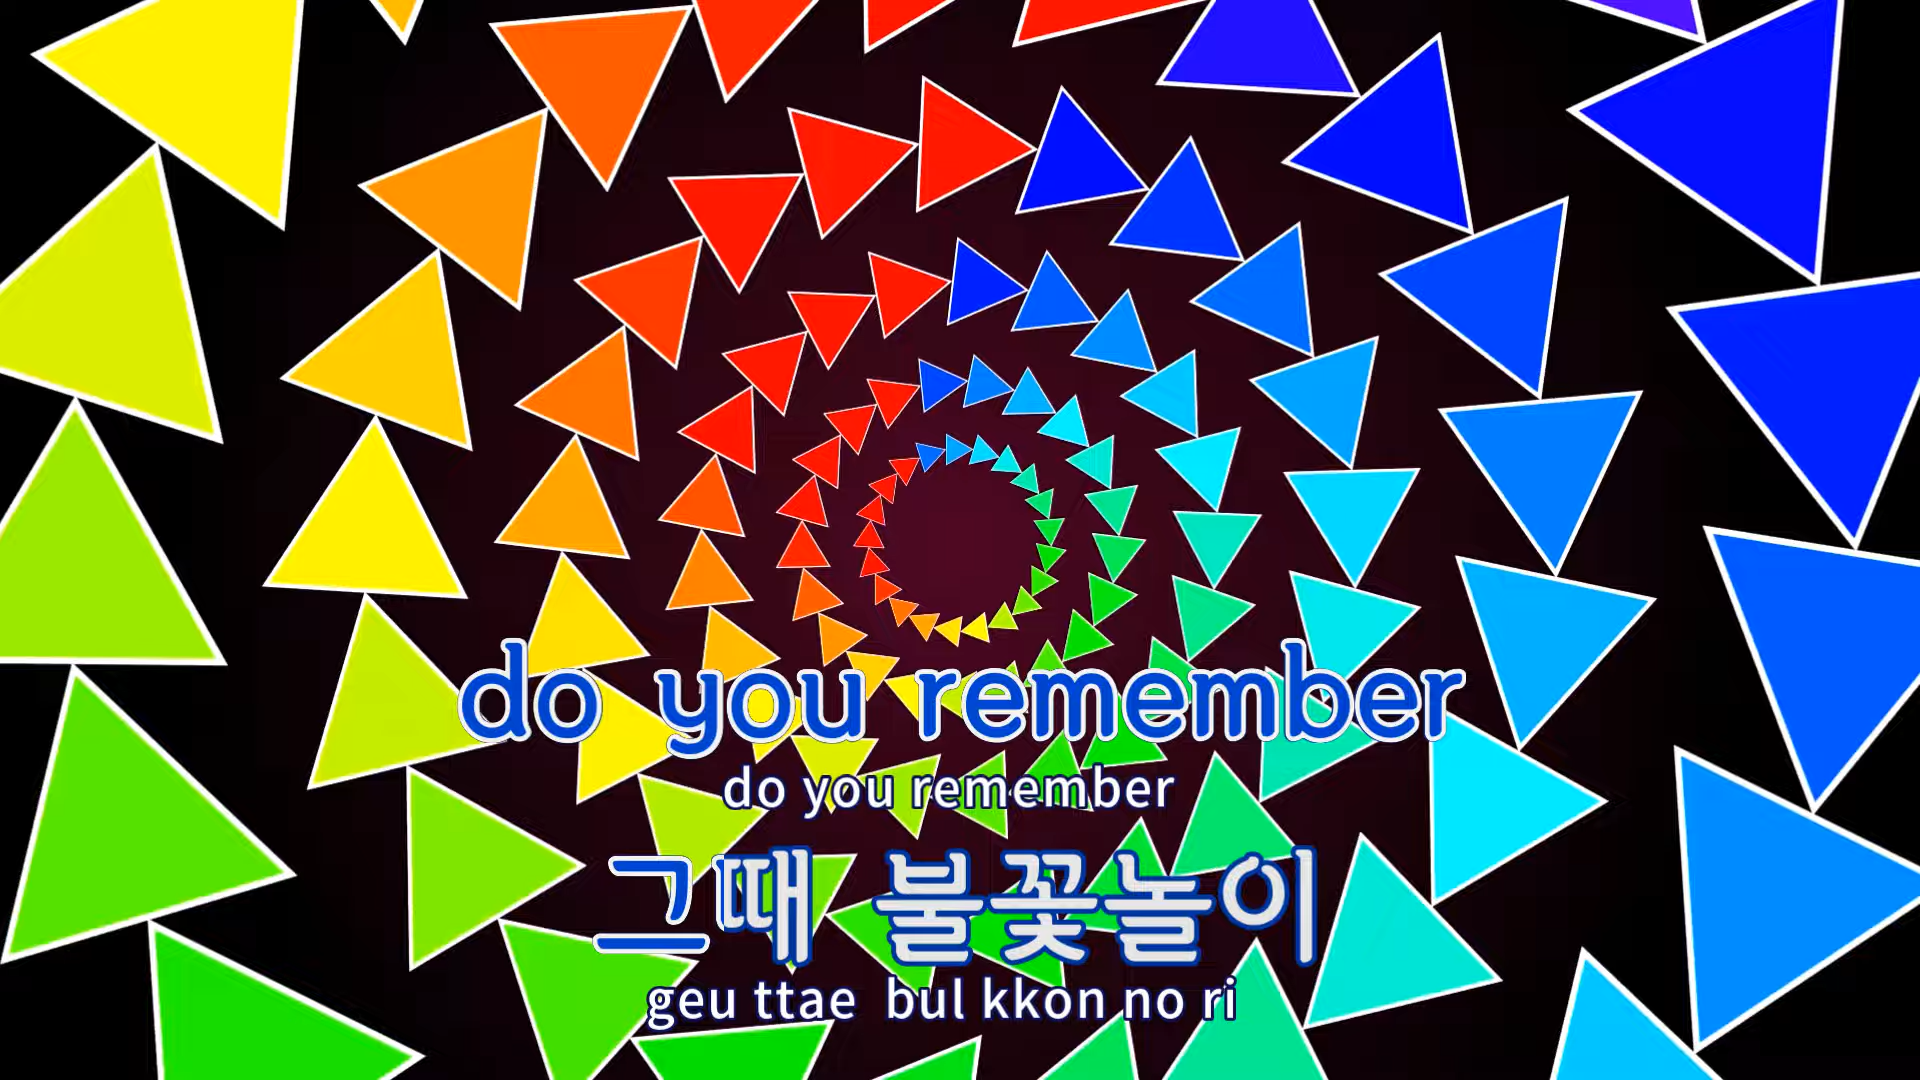 do you remember
do you remember
그때 불꽃놀이
geu ttae bul kkon no ri